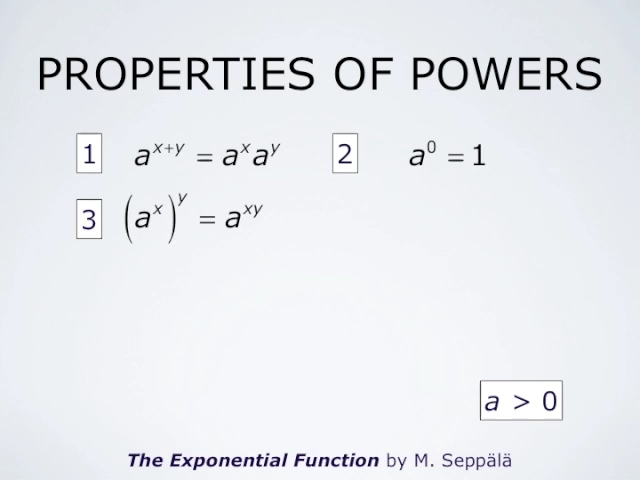 PROPERTIES OF POWERS
1 a^{x+y} = a^x a^y 2 a^0 = 1
3 (a^x)^y = a^{xy}
a > 0
The Exponential Function by M. Seppälä